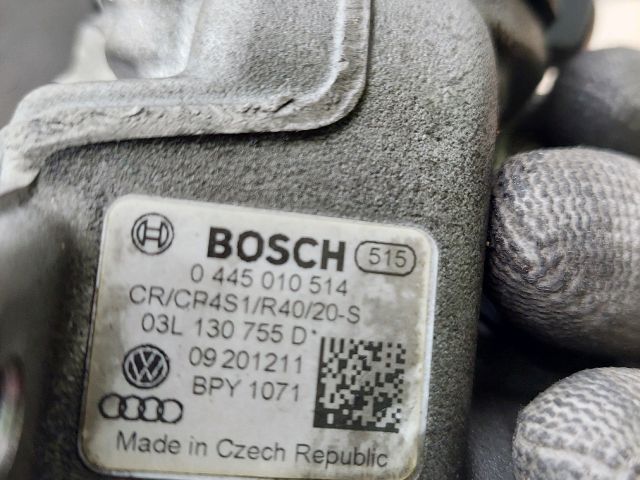 BOSCH 515
0 445 010 514
CR/CP4S1/R40/20-S
03L 130 755 D*
09 201211
BPY 1071
Made in Czech Republic